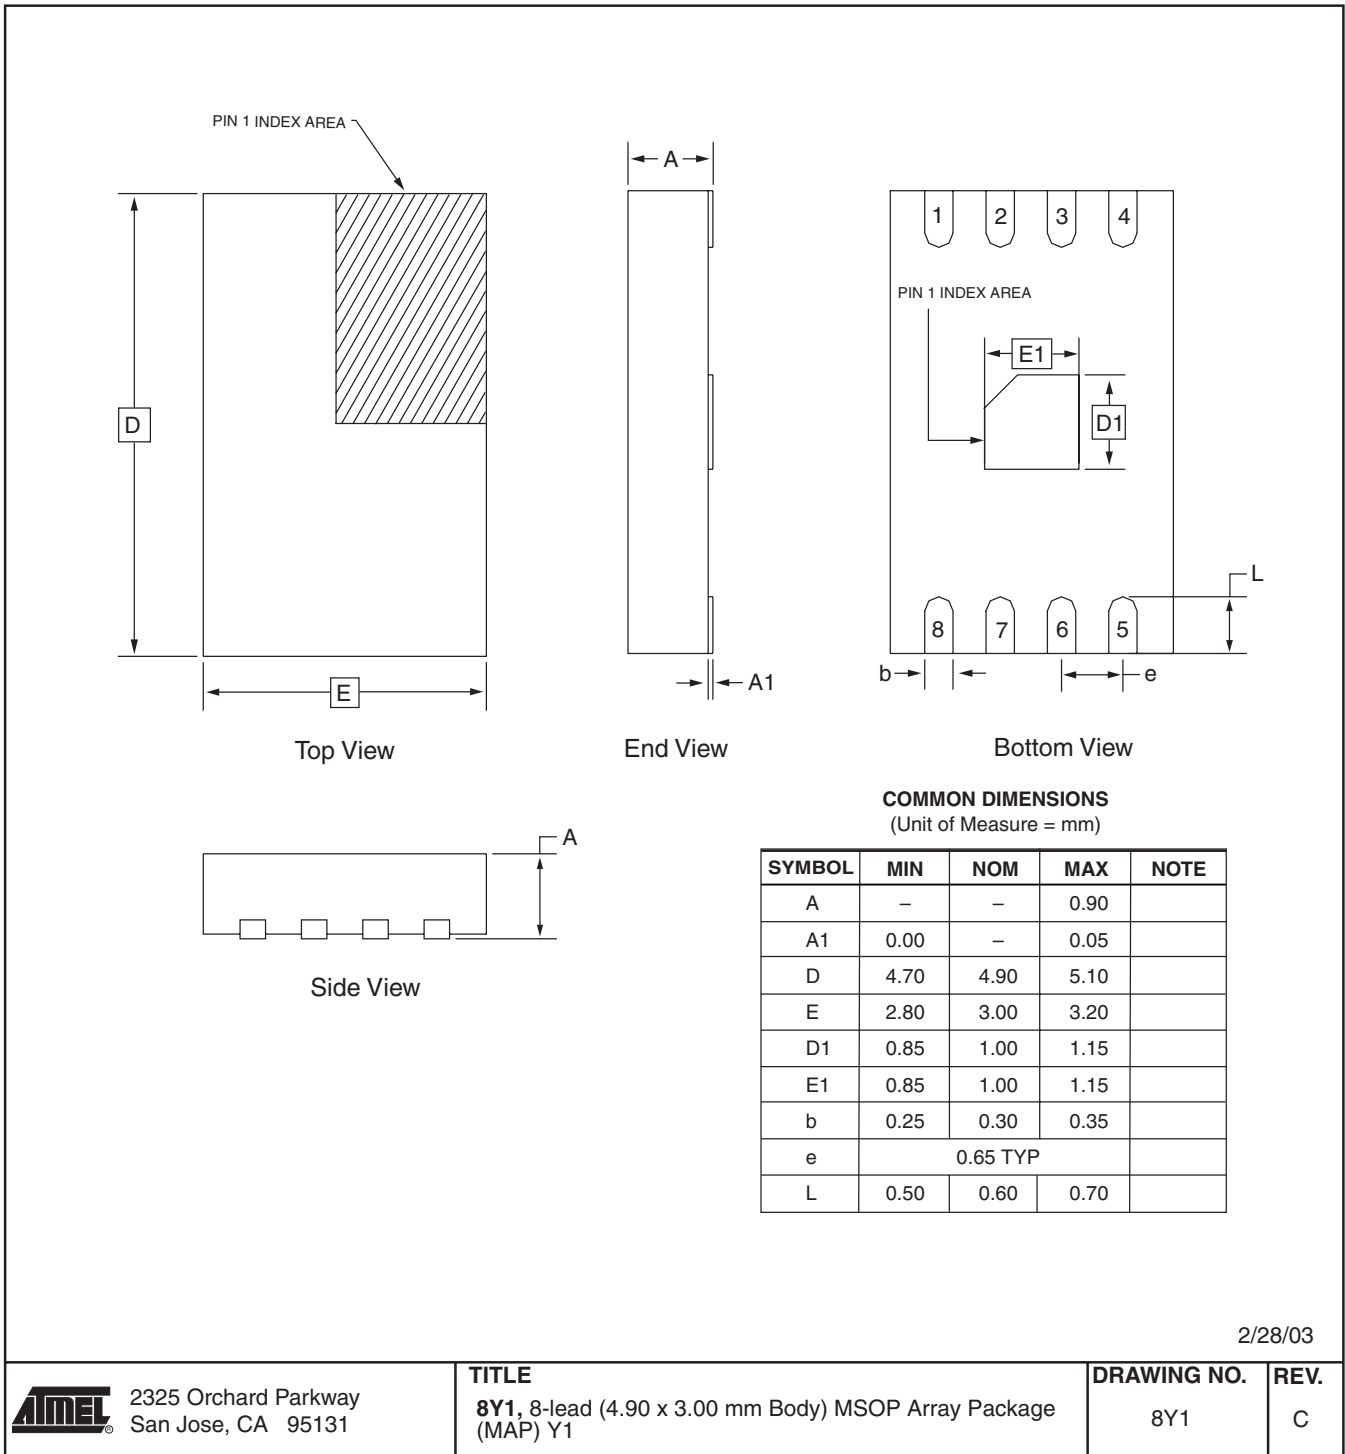 PIN 1 INDEX AREA
A
1 2 3 4
PIN 1 INDEX AREA
E1
D
D1
L
8 7 6 5
b
e
A1
E
Top View
End View
Bottom View
COMMON DIMENSIONS
(Unit of Measure = mm)
A
Side View
SYMBOL MIN NOM MAX NOTE
A – – 0.90
A1 0.00 – 0.05
D 4.70 4.90 5.10
E 2.80 3.00 3.20
D1 0.85 1.00 1.15
E1 0.85 1.00 1.15
b 0.25 0.30 0.35
e 0.65 TYP
L 0.50 0.60 0.70
2/28/03
ATMEL ®
2325 Orchard Parkway
San Jose, CA 95131
TITLE
8Y1, 8-lead (4.90 x 3.00 mm Body) MSOP Array Package
(MAP) Y1
DRAWING NO.
8Y1
REV.
C